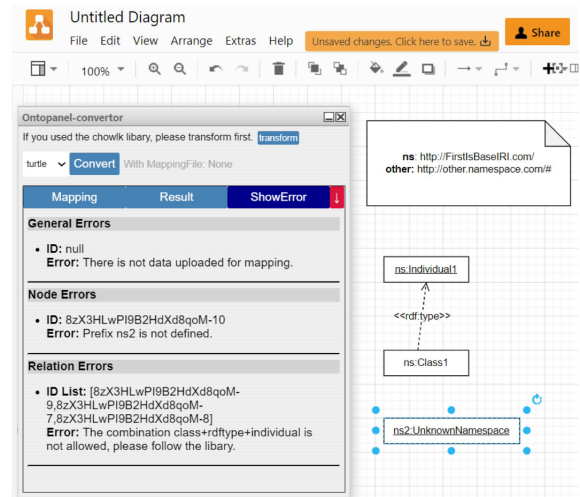 Untitled Diagram
File Edit View Arrange Extras Help Unsaved changes. Click here to save. Share
100%
Ontopanel-convertor
If you used the chowlk libary, please transform first. transform
turtle Convert With MappingFile: None
Mapping Result ShowError ↓
General Errors
• ID: null
Error: There is not data uploaded for mapping.
Node Errors
• ID: 8zX3HLwPI9B2HdXd8qoM-10
Error: Prefix ns2 is not defined.
Relation Errors
• ID List: [8zX3HLwPI9B2HdXd8qoM-
9,8zX3HLwPI9B2HdXd8qoM-
7,8zX3HLwPI9B2HdXd8qoM-8]
Error: The combination class+rdftype+individual is
not allowed, please follow the libary.
ns: http://FirstIsBaseIRI.com/
other: http://other.namespace.com/#
ns:Individual1
<<rdf:type>>
ns:Class1
ns2:UnknownNamespace